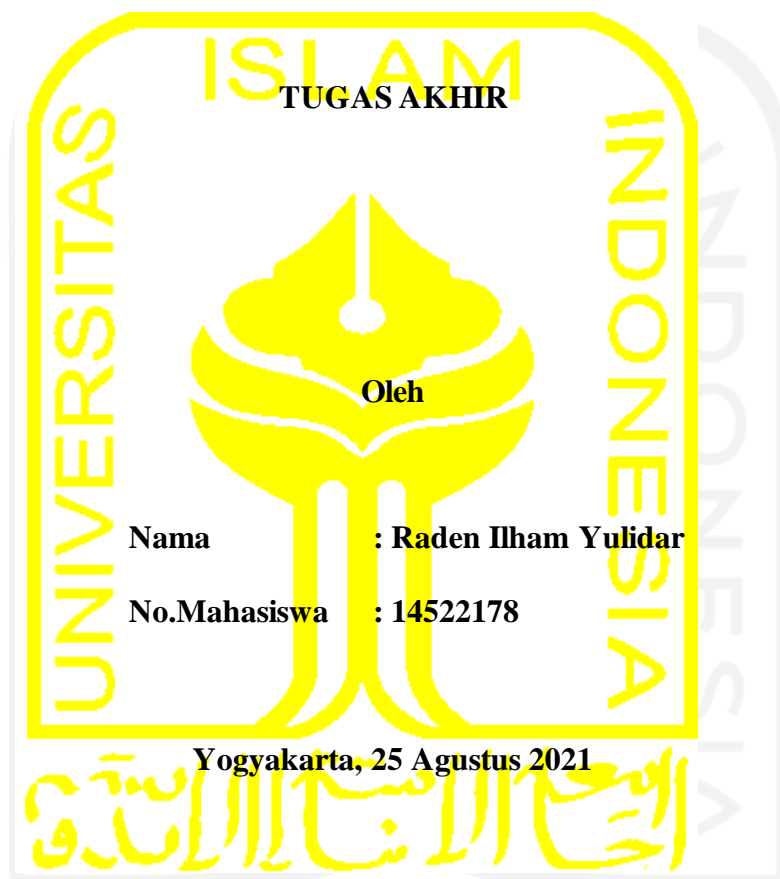 ISLAM
TUGAS AKHIR
UNIVERSITAS
INDONESIA
Oleh
Nama : Raden Ilham Yulidar
No.Mahasiswa : 14522178
Yogyakarta, 25 Agustus 2021